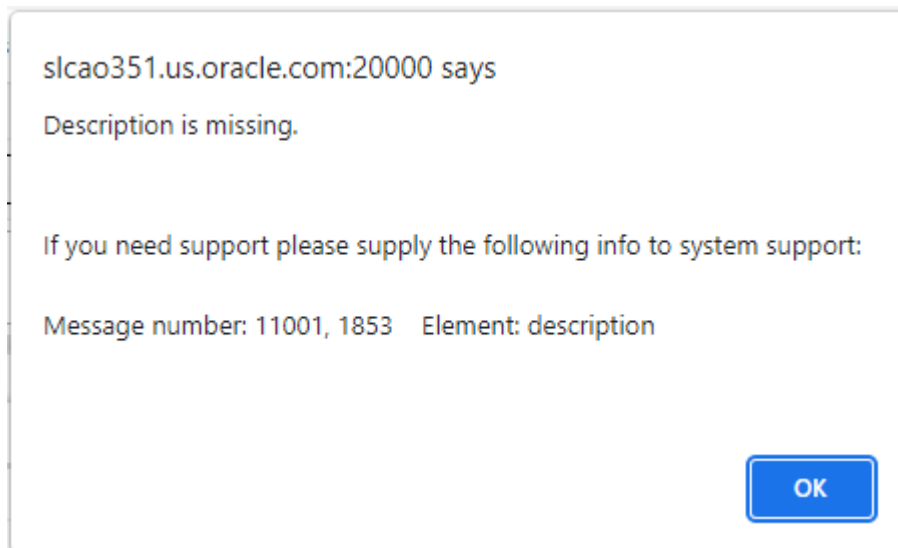 slcao351.us.oracle.com:20000 says
Description is missing.
If you need support please supply the following info to system support:
Message number: 11001, 1853    Element: description
OK